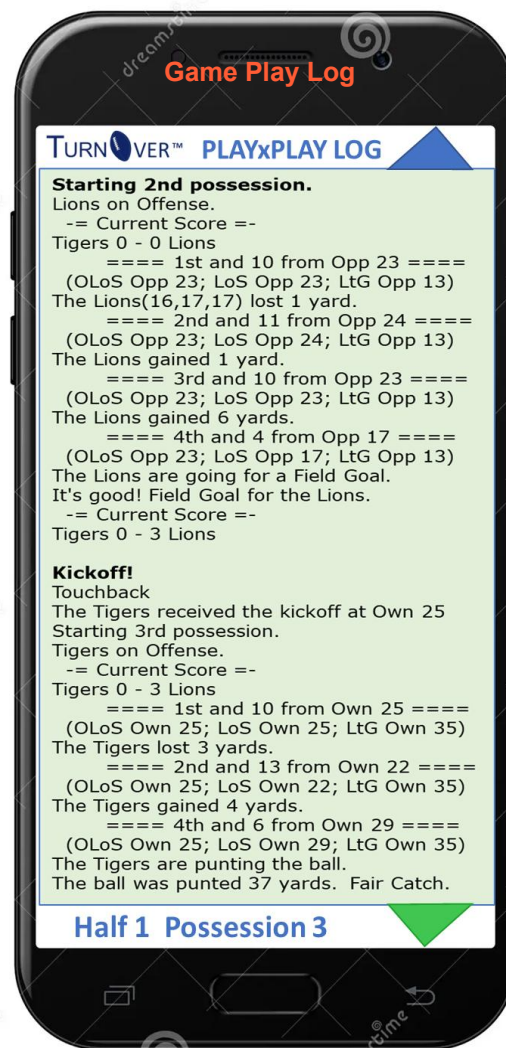 dreamstime
Game Play Log
TURNOVER™ PLAYxPLAY LOG
Starting 2nd possession.
Lions on Offense.
-= Current Score =-
Tigers 0 - 0 Lions
==== 1st and 10 from Opp 23 ====
(OLoS Opp 23; LoS Opp 23; LtG Opp 13)
The Lions(16,17,17) lost 1 yard.
==== 2nd and 11 from Opp 24 ====
(OLoS Opp 23; LoS Opp 24; LtG Opp 13)
The Lions gained 1 yard.
==== 3rd and 10 from Opp 23 ====
(OLoS Opp 23; LoS Opp 23; LtG Opp 13)
The Lions gained 6 yards.
==== 4th and 4 from Opp 17 ====
(OLoS Opp 23; LoS Opp 17; LtG Opp 13)
The Lions are going for a Field Goal.
It's good! Field Goal for the Lions.
-= Current Score =-
Tigers 0 - 3 Lions
Kickoff!
Touchback
The Tigers received the kickoff at Own 25
Starting 3rd possession.
Tigers on Offense.
-= Current Score =-
Tigers 0 - 3 Lions
==== 1st and 10 from Own 25 ====
(OLoS Own 25; LoS Own 25; LtG Own 35)
The Tigers lost 3 yards.
==== 2nd and 13 from Own 22 ====
(OLoS Own 25; LoS Own 22; LtG Own 35)
The Tigers gained 4 yards.
==== 4th and 6 from Own 29 ====
(OLoS Own 25; LoS Own 29; LtG Own 35)
The Tigers are punting the ball.
The ball was punted 37 yards.  Fair Catch.
Half 1 Possession 3